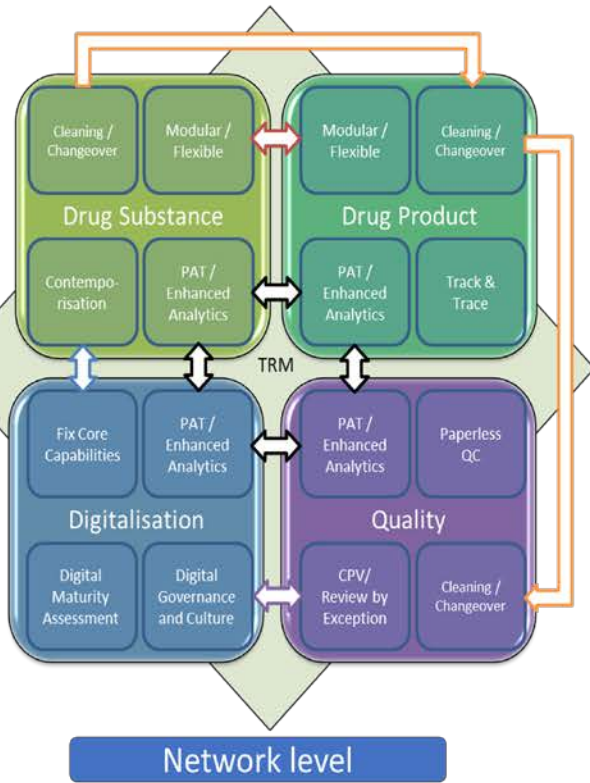 Cleaning /
Changeover
Modular /
Flexible
Drug Substance
Contempo-
risation
PAT /
Enhanced
Analytics
Modular /
Flexible
Cleaning /
Changeover
Drug Product
PAT /
Enhanced
Analytics
Track &
Trace
TRM
Fix Core
Capabilities
PAT /
Enhanced
Analytics
Digitalisation
Digital
Maturity
Assessment
Digital
Governance
and Culture
PAT /
Enhanced
Analytics
Paperless
QC
Quality
CPV/
Review by
Exception
Cleaning /
Changeover
Network level